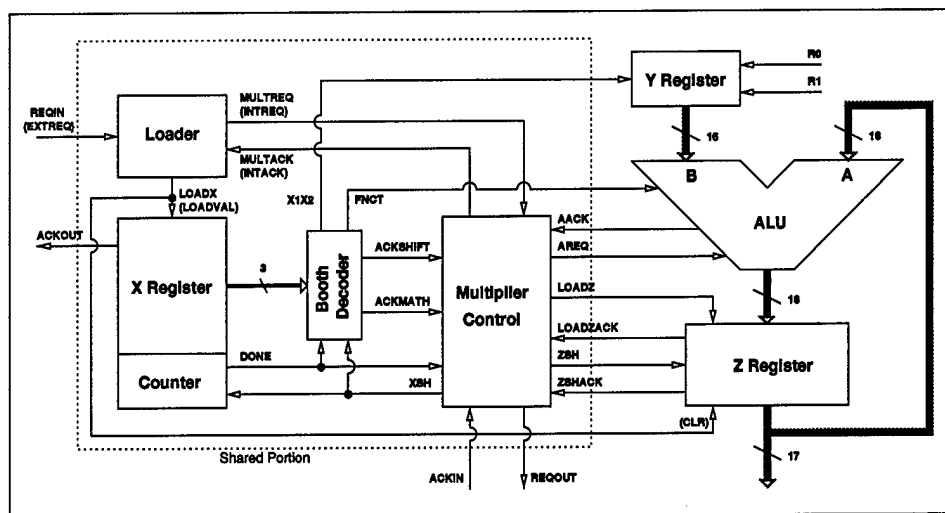 R0
R1
Y Register
REQIN
(EXTREQ)
Loader
MULTREQ
(INTREQ)
MULTACK
(INTACK)
15
16
B
A
ALU
LOADX
(LOADVAL)
X1X2
FNCT
ACKOUT
X Register
3
Booth
Decoder
ACKSHIFT
ACKMATH
Multiplier
Control
AACK
AREQ
LOADZ
16
LOADZACK
ZSH
ZSHACK
Z Register
Counter
DONE
XSH
(CLR)
Shared Portion
ACKIN
REQOUT
17